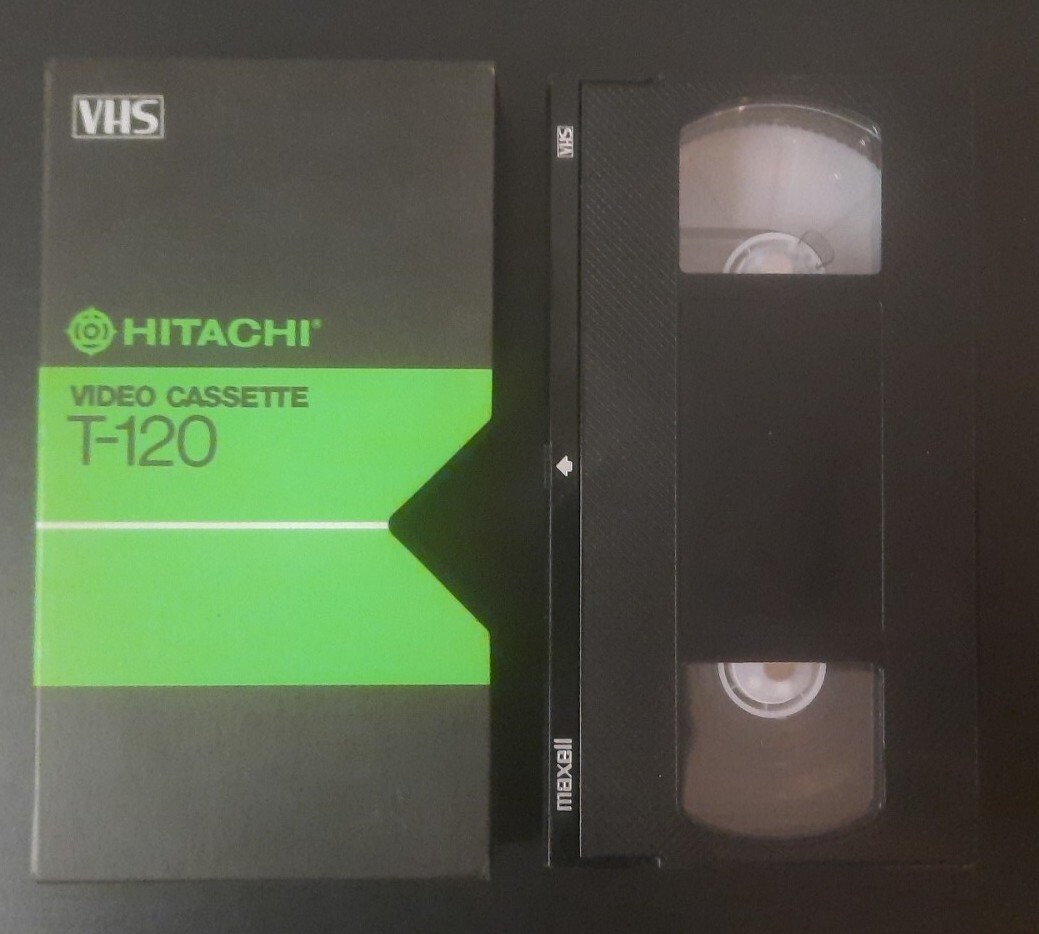 VHS
HITACHI®
VIDEO CASSETTE
T-120
VHS
maxell